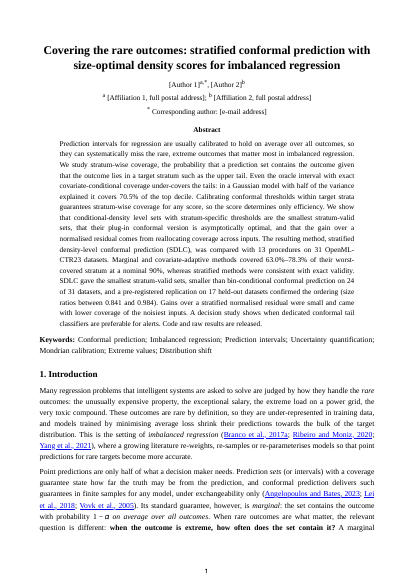 Covering the rare outcomes: stratified conformal prediction with
size-optimal density scores for imbalanced regression
[Author 1]a,*, [Author 2]b
a [Affiliation 1, full postal address]; b [Affiliation 2, full postal address]
* Corresponding author: [e-mail address]
Abstract
Prediction intervals for regression are usually calibrated to hold on average over all outcomes, so
they can systematically miss the rare, extreme outcomes that matter most in imbalanced regression.
We study stratum-wise coverage, the probability that a prediction set contains the outcome given
that the outcome lies in a target stratum such as the upper tail. Even the oracle interval with exact
covariate-conditional coverage under-covers the tails: in a Gaussian model with half of the variance
explained it covers 70.5% of the top decile. Calibrating conformal thresholds within target strata
guarantees stratum-wise coverage for any score, so the score determines only efficiency. We show
that conditional-density level sets with stratum-specific thresholds are the smallest stratum-valid
sets, that their plug-in conformal version is asymptotically optimal, and that the gain over a
normalised residual comes from reallocating coverage across inputs. The resulting method, stratified
density-level conformal prediction (SDLC), was compared with 13 procedures on 31 OpenML-
CTR23 datasets. Marginal and covariate-adaptive methods covered 63.0%–78.3% of their worst-
covered stratum at a nominal 90%, whereas stratified methods were consistent with exact validity.
SDLC gave the smallest stratum-valid sets, smaller than bin-conditional conformal prediction on 24
of 31 datasets, and a pre-registered replication on 17 held-out datasets confirmed the ordering (size
ratios between 0.841 and 0.984). Gains over a stratified normalised residual were small and came
with lower coverage of the noisiest inputs. A decision study shows when dedicated conformal tail
classifiers are preferable for alerts. Code and raw results are released.
Keywords: Conformal prediction; Imbalanced regression; Prediction intervals; Uncertainty quantification;
Mondrian calibration; Extreme values; Distribution shift
1. Introduction
Many regression problems that intelligent systems are asked to solve are judged by how they handle the rare
outcomes: the unusually expensive property, the exceptional salary, the extreme load on a power grid, the
very toxic compound. These outcomes are rare by definition, so they are under-represented in training data,
and models trained by minimising average loss shrink their predictions towards the bulk of the target
distribution. This is the setting of imbalanced regression (Branco et al., 2017a; Ribeiro and Moniz, 2020;
Yang et al., 2021), where a growing literature re-weights, re-samples or re-parameterises models so that point
predictions for rare targets become more accurate.
Point predictions are only half of what a decision maker needs. Prediction sets (or intervals) with a coverage
guarantee state how far the truth may be from the prediction, and conformal prediction delivers such
guarantees in finite samples for any model, under exchangeability only (Angelopoulos and Bates, 2023; Lei
et al., 2018; Vovk et al., 2005). Its standard guarantee, however, is marginal: the set contains the outcome
with probability 1 − α on average over all outcomes. When rare outcomes are what matter, the relevant
question is different: when the outcome is extreme, how often does the set contain it? A marginal
1